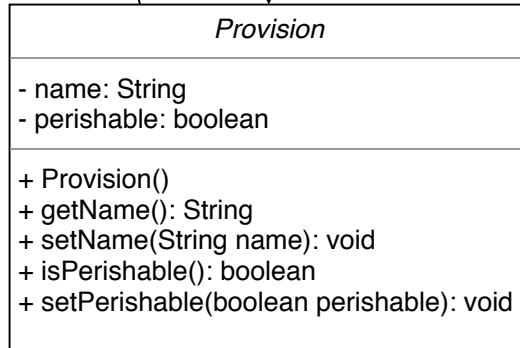 Provision
- name: String
- perishable: boolean
+ Provision()
+ getName(): String
+ setName(String name): void
+ isPerishable(): boolean
+ setPerishable(boolean perishable): void